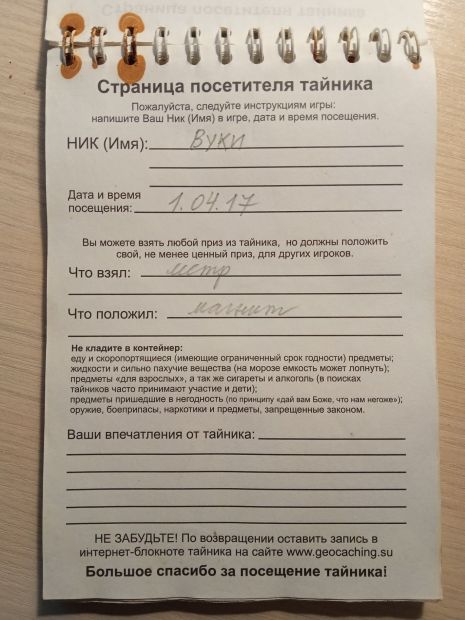 Страница посетителя тайника
Пожалуйста, следуйте инструкциям игры:
напишите Ваш Ник (Имя) в игре, дата и время посещения.
НИК (Имя): Вуки
Дата и время
посещения: 1.04.17
Вы можете взять любой приз из тайника, но должны положить
свой, не менее ценный приз, для других игроков.
Что взял: метр
Что положил: магнит
Не кладите в контейнер:
еду и скоропортящиеся (имеющие ограниченный срок годности) предметы;
жидкости и сильно пахучие вещества (на морозе емкость может лопнуть);
предметы «для взрослых», а так же сигареты и алкоголь (в поисках
тайников часто принимают участие и дети);
предметы пришедшие в негодность (по принципу «дай вам Боже, что нам негоже»);
оружие, боеприпасы, наркотики и предметы, запрещенные законом.
Ваши впечатления от тайника:
НЕ ЗАБУДЬТЕ! По возвращении оставить запись в
интернет-блокноте тайника на сайте www.geocaching.su
Большое спасибо за посещение тайника!